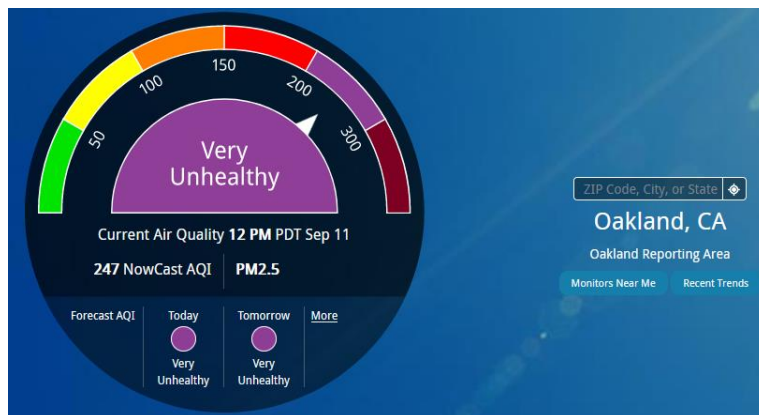 50
100
150
200
300
Very
Unhealthy
Current Air Quality 12 PM PDT Sep 11
247 NowCast AQI
PM2.5
Forecast AQI
Today
Very
Unhealthy
Tomorrow
Very
Unhealthy
More
ZIP Code, City, or State
Oakland, CA
Oakland Reporting Area
Monitors Near Me
Recent Trends